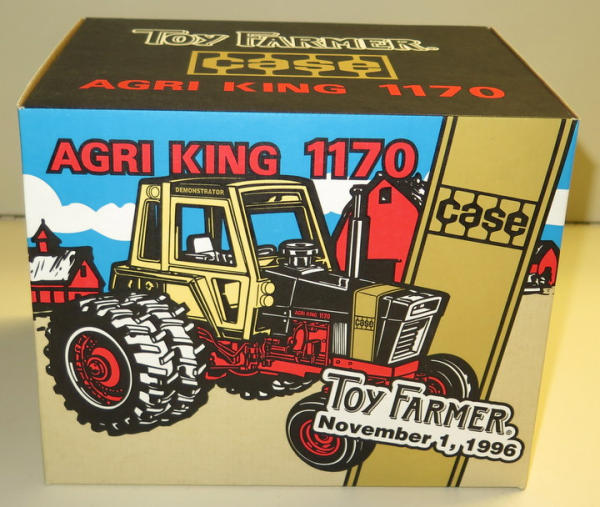 TOY FARMER®
case
AGRI KING 1170
AGRI KING 1170
case
DEMONSTRATOR
AGRI KING 1170
case
TOY FARMER®
November 1, 1996